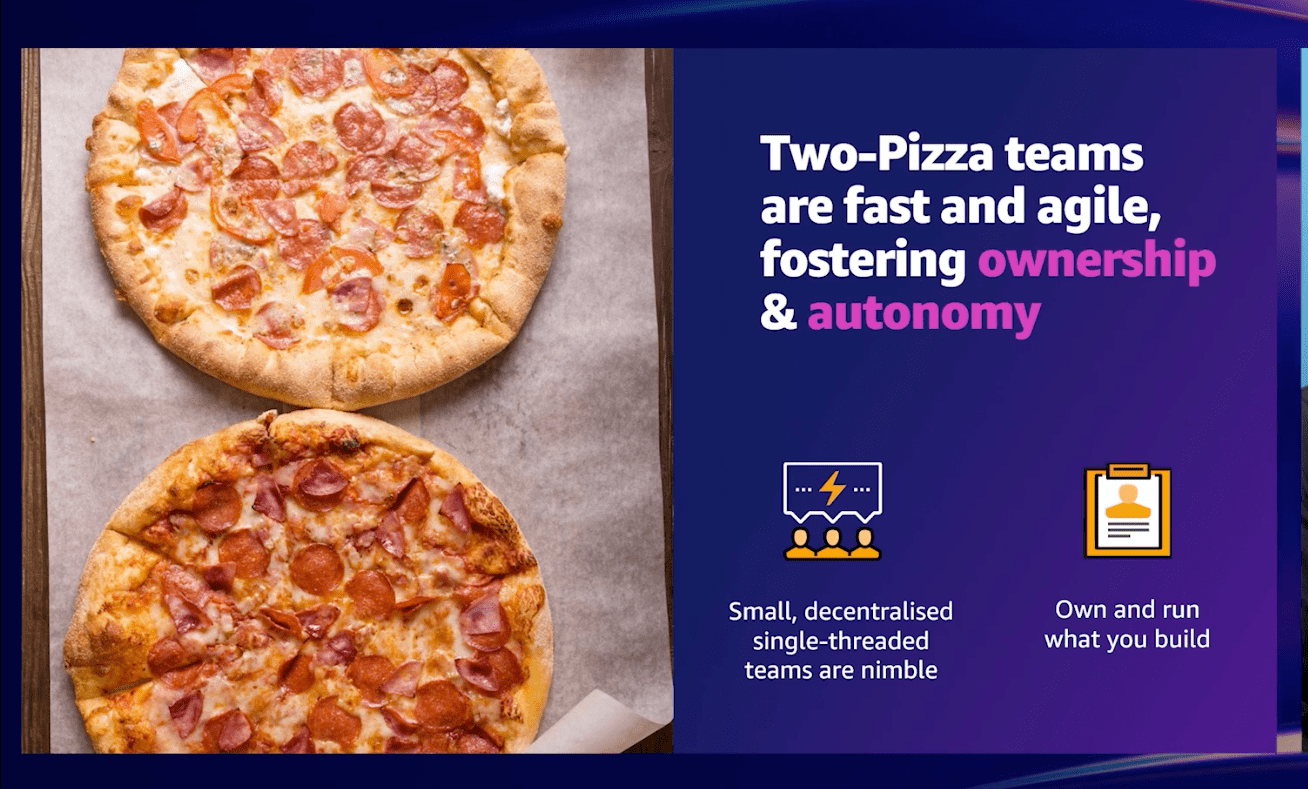 Two-Pizza teams
are fast and agile,
fostering ownership
& autonomy
Small, decentralised
single-threaded
teams are nimble
Own and run
what you build